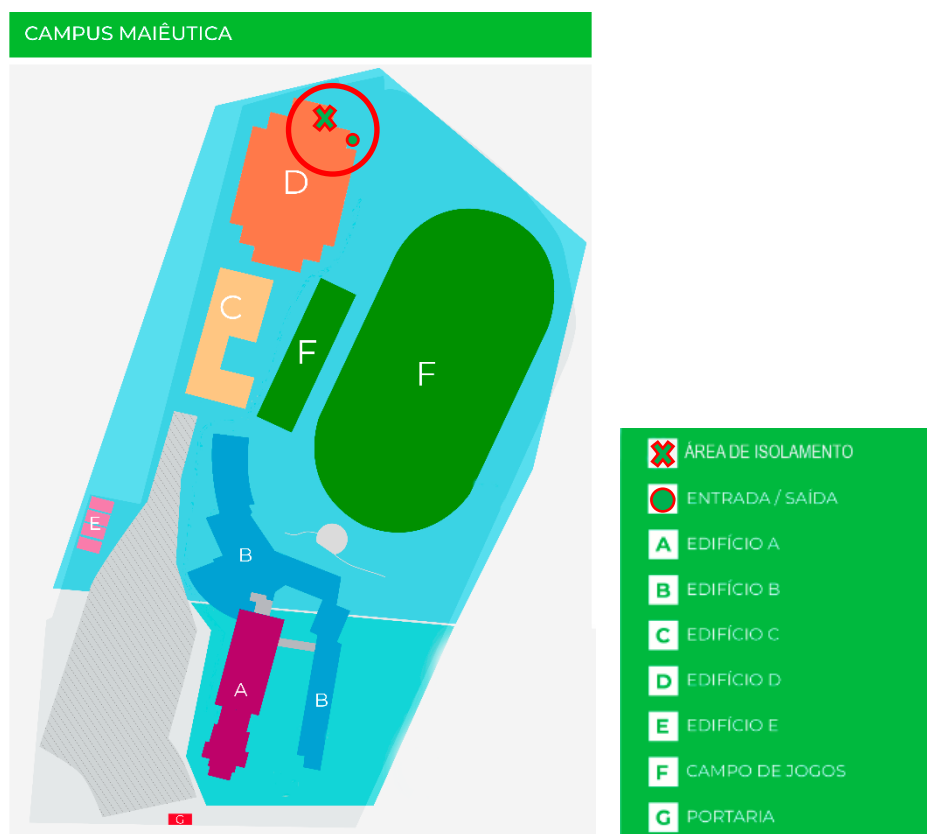 CAMPUS MAIÊUTICA
D
C
F
F
E
B
A
B
G
ÁREA DE ISOLAMENTO
ENTRADA / SAÍDA
A EDIFÍCIO A
B EDIFÍCIO B
C EDIFÍCIO C
D EDIFÍCIO D
E EDIFÍCIO E
F CAMPO DE JOGOS
G PORTARIA